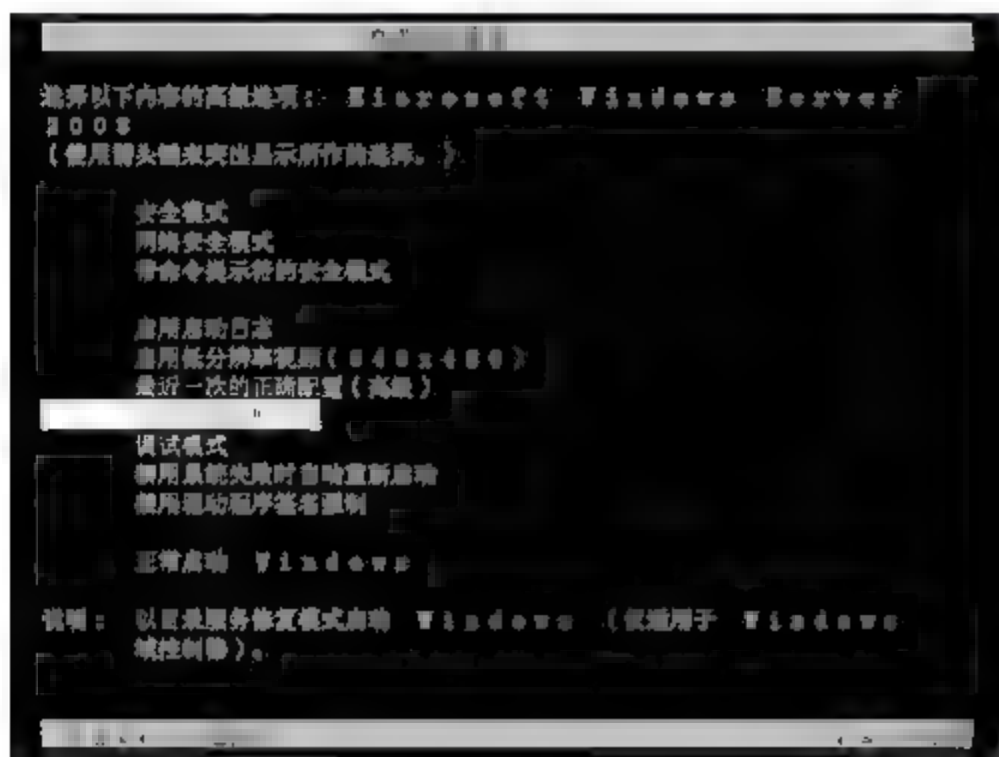 选择以下内容的高级选项: Microsoft Windows Server
2008
(使用箭头键来突出显示所作的选择。)
安全模式
网络安全模式
带命令提示符的安全模式
启用启动日志
启用低分辨率视频(640x480)
最近一次的正确配置(高级)
调试模式
禁用系统失败时自动重新启动
禁用驱动程序签名强制
正常启动 Windows
说明: 以目录服务修复模式启动 Windows (仅适用于 Windows
域控制器)。